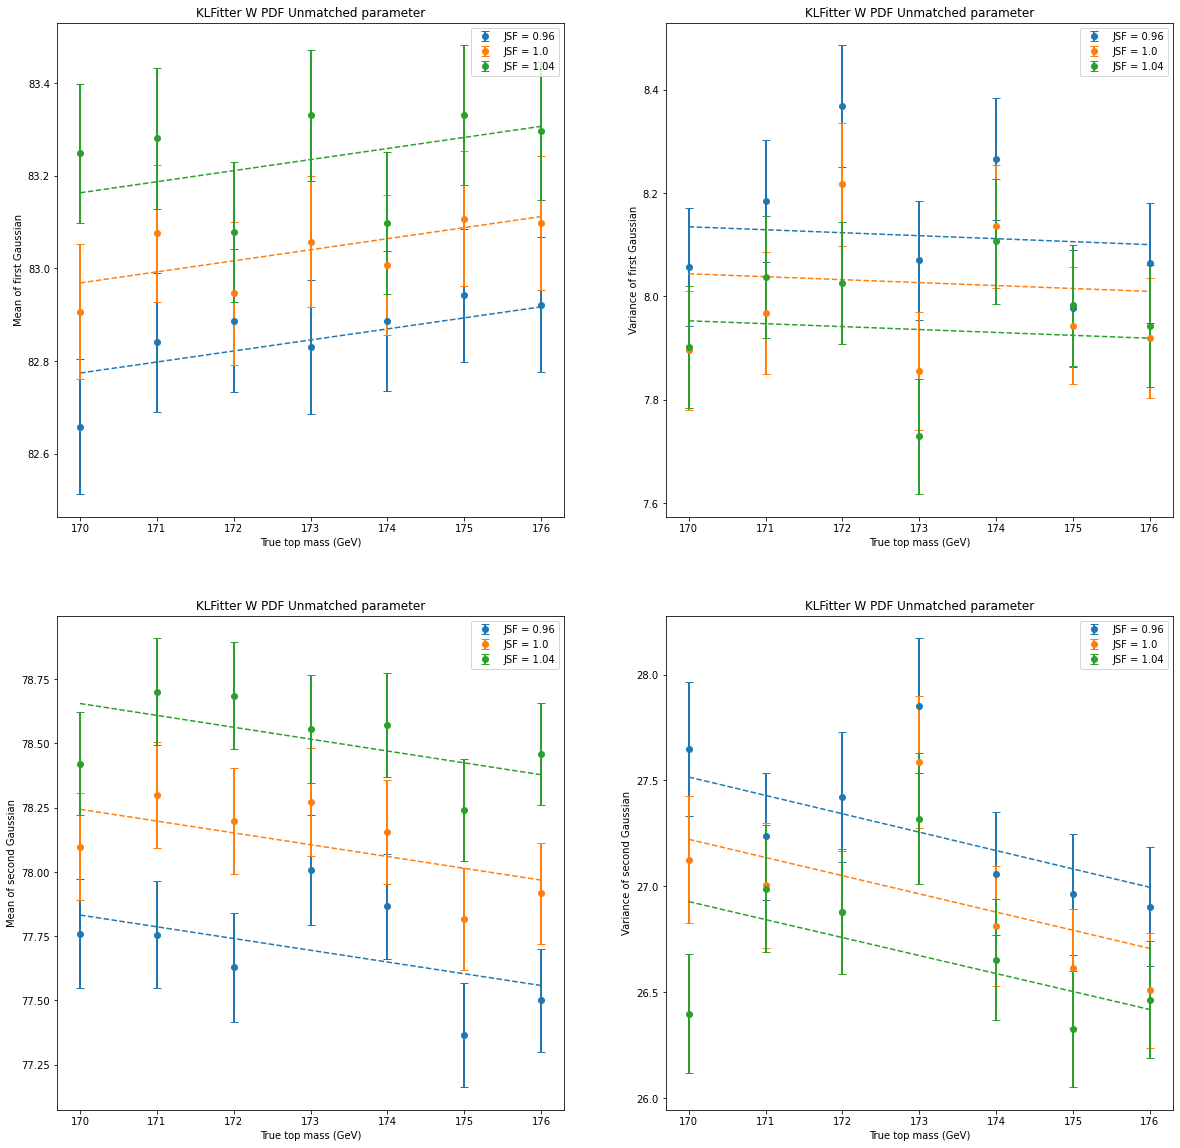 KLFitter W PDF Unmatched parameter
JSF = 0.96
JSF = 1.0
JSF = 1.04
Mean of first Gaussian
83.4
83.2
83.0
82.8
82.6
170 171 172 173 174 175 176
True top mass (GeV)
KLFitter W PDF Unmatched parameter
JSF = 0.96
JSF = 1.0
JSF = 1.04
Variance of first Gaussian
8.4
8.2
8.0
7.8
7.6
170 171 172 173 174 175 176
True top mass (GeV)
KLFitter W PDF Unmatched parameter
JSF = 0.96
JSF = 1.0
JSF = 1.04
Mean of second Gaussian
78.75
78.50
78.25
78.00
77.75
77.50
77.25
170 171 172 173 174 175 176
True top mass (GeV)
KLFitter W PDF Unmatched parameter
JSF = 0.96
JSF = 1.0
JSF = 1.04
Variance of second Gaussian
28.0
27.5
27.0
26.5
26.0
170 171 172 173 174 175 176
True top mass (GeV)